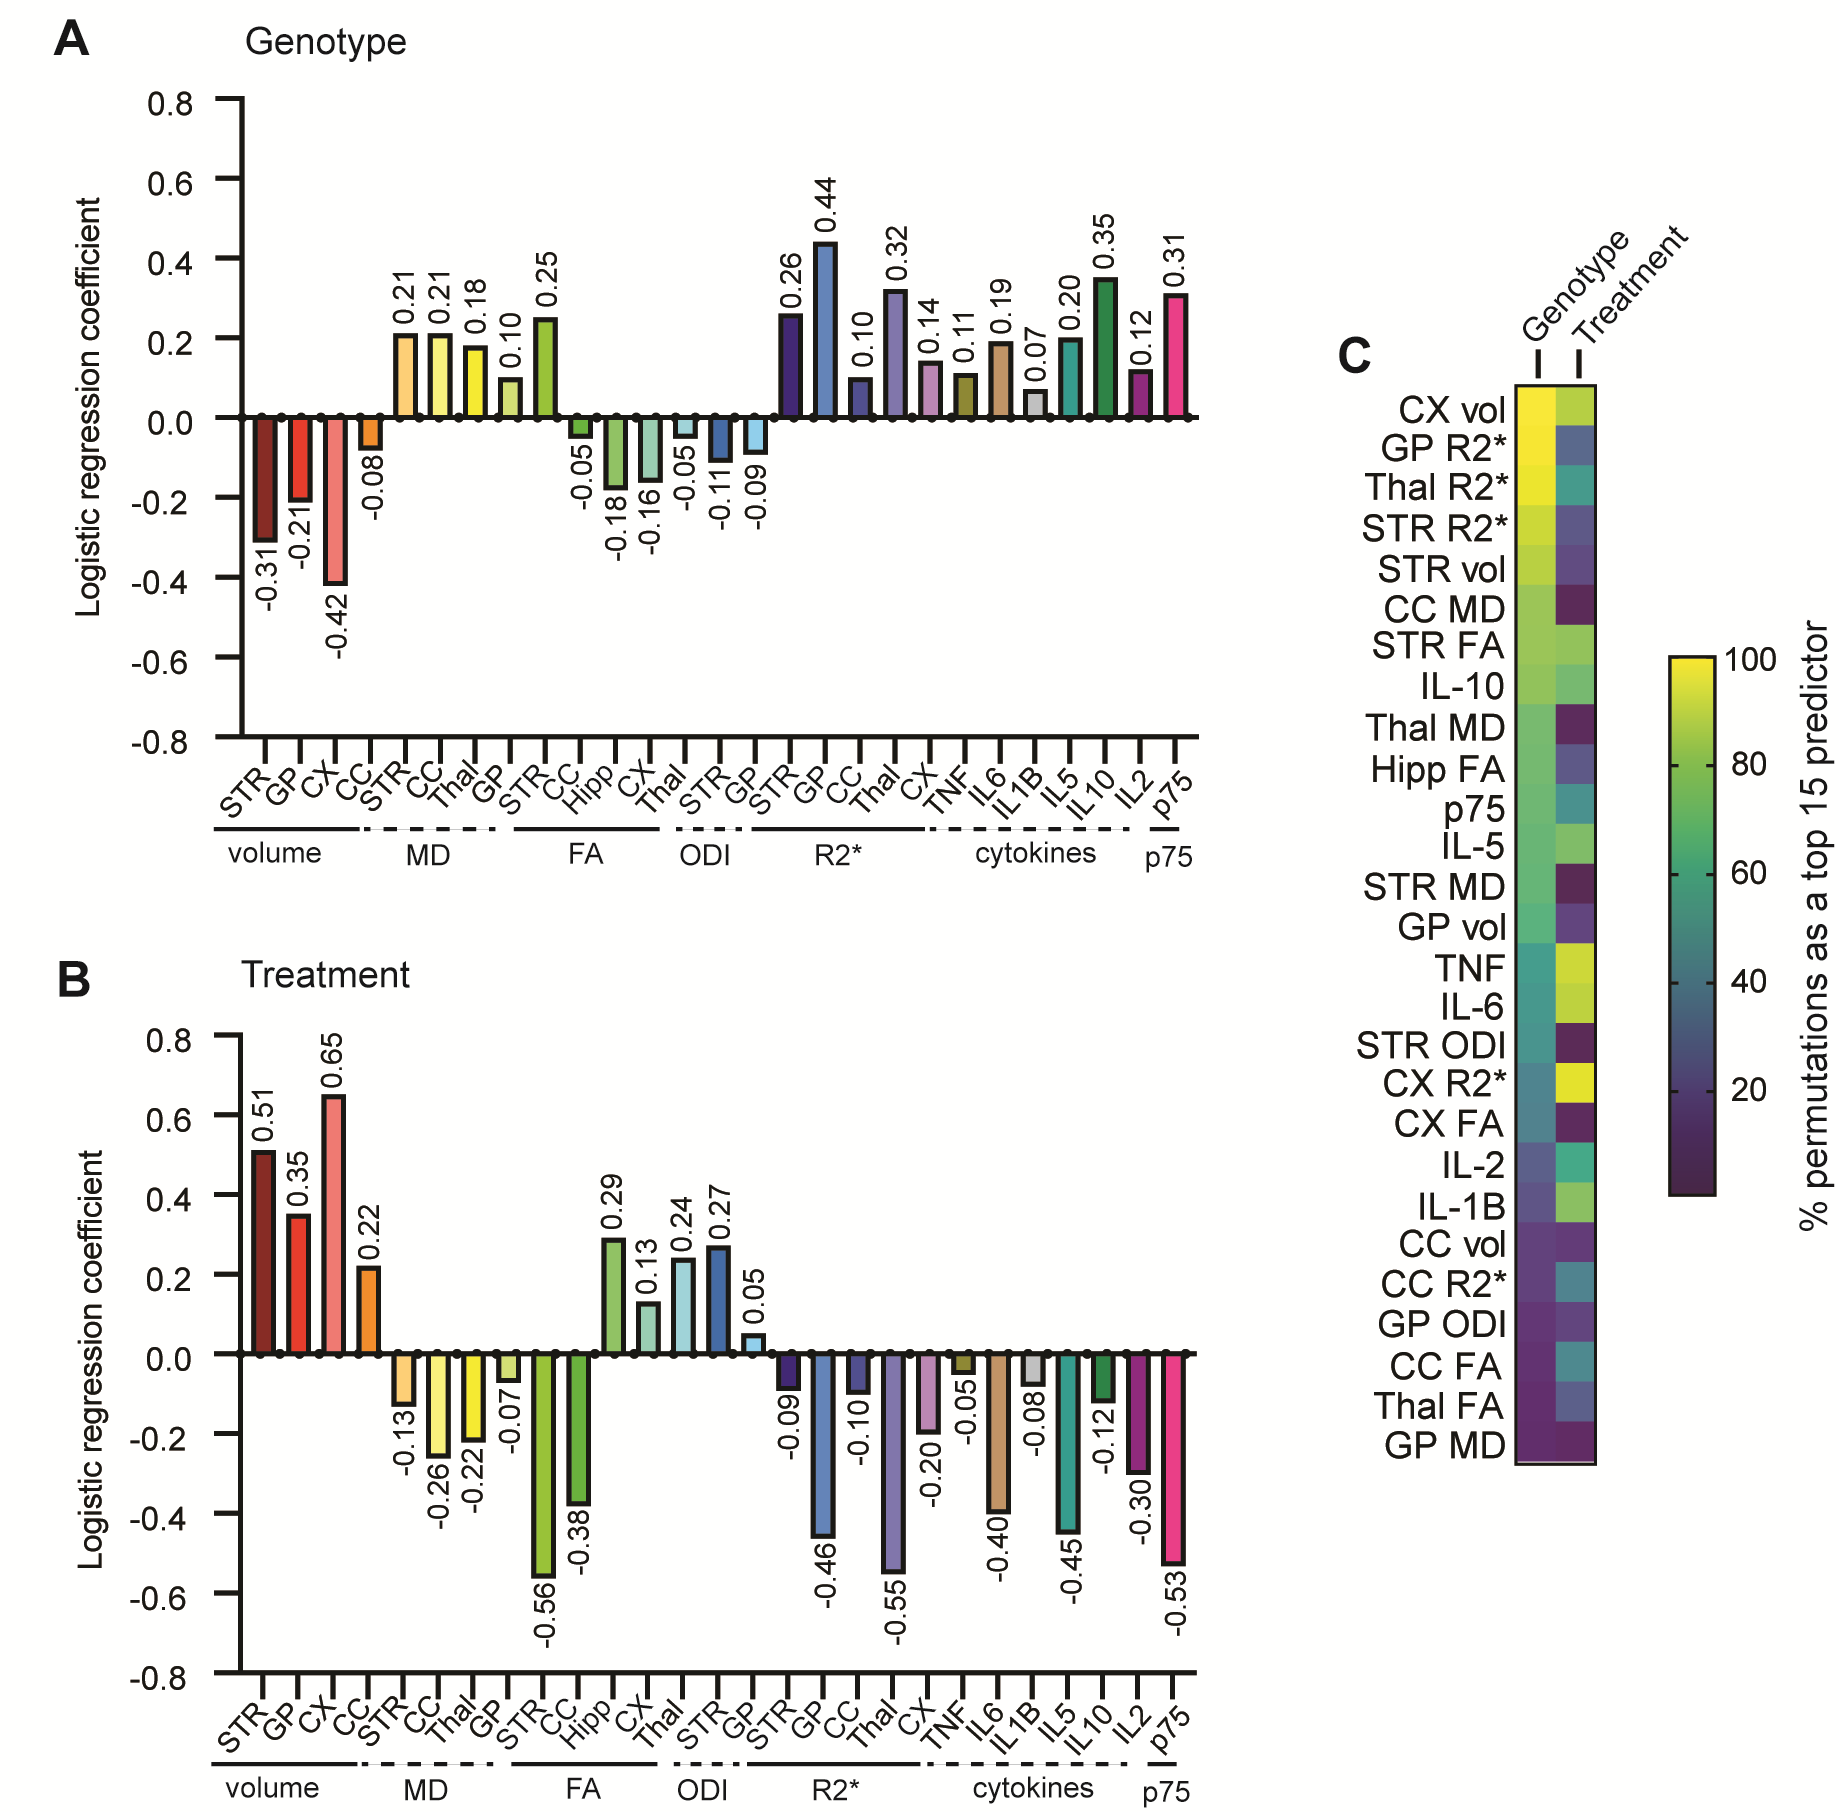 A
Genotype
Logistic regression coefficient
0.8
0.6
0.4
0.2
0.0
-0.2
-0.4
-0.6
-0.8
-0.31
-0.21
-0.42
-0.08
0.21
0.21
0.18
0.10
0.25
-0.05
-0.18
-0.16
-0.05
-0.11
-0.09
0.26
0.44
0.10
0.32
0.14
0.11
0.19
0.07
0.20
0.35
0.12
0.31
STR
GP
CX
CC
STR
CC
Thal
GP
STR
CC
Hipp
CX
Thal
STR
GP
STR
GP
CC
Thal
CX
TNF
IL6
IL1B
IL5
IL10
IL2
p75
volume
MD
FA
ODI
R2*
cytokines
p75
B
Treatment
Logistic regression coefficient
0.8
0.6
0.4
0.2
0.0
-0.2
-0.4
-0.6
-0.8
0.51
0.35
0.65
0.22
-0.13
-0.26
-0.22
-0.07
-0.56
-0.38
0.29
0.13
0.24
0.27
0.05
-0.09
-0.46
-0.10
-0.55
-0.20
-0.05
-0.40
-0.08
-0.45
-0.12
-0.30
-0.53
STR
GP
CX
CC
STR
CC
Thal
GP
STR
CC
Hipp
CX
Thal
STR
GP
STR
GP
CC
Thal
CX
TNF
IL6
IL1B
IL5
IL10
IL2
p75
volume
MD
FA
ODI
R2*
cytokines
p75
C
Genotype
Treatment
CX vol
GP R2*
Thal R2*
STR R2*
STR vol
CC MD
STR FA
IL-10
Thal MD
Hipp FA
p75
IL-5
STR MD
GP vol
TNF
IL-6
STR ODI
CX R2*
CX FA
IL-2
IL-1B
CC vol
CC R2*
GP ODI
CC FA
Thal FA
GP MD
100
80
60
40
20
% permutations as a top 15 predictor